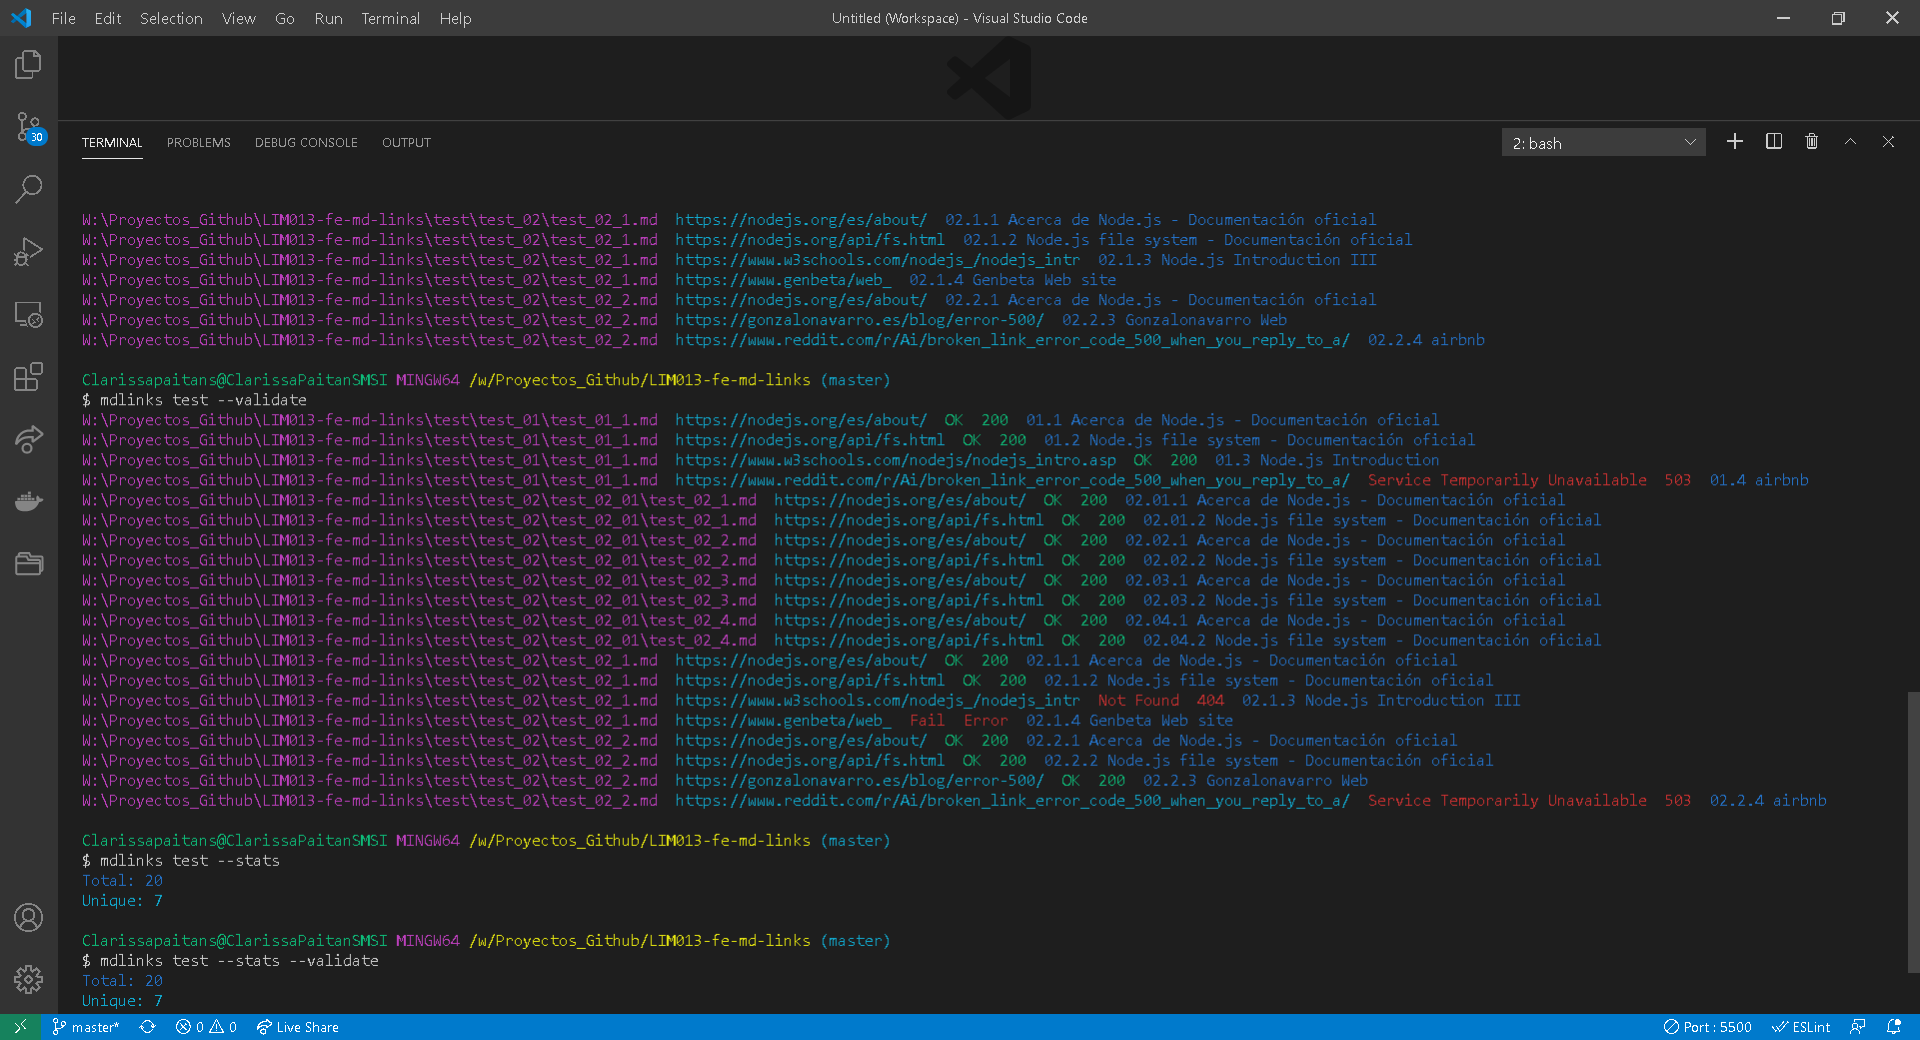 File Edit Selection View Go Run Terminal Help
Untitled (Workspace) - Visual Studio Code
30
TERMINAL PROBLEMS DEBUG CONSOLE OUTPUT
2: bash
W:\Proyectos_Github\LIM013-fe-md-links\test\test_02\test_02_1.md  https://nodejs.org/es/about/  02.1.1 Acerca de Node.js - Documentación oficial
W:\Proyectos_Github\LIM013-fe-md-links\test\test_02\test_02_1.md  https://nodejs.org/api/fs.html  02.1.2 Node.js file system - Documentación oficial
W:\Proyectos_Github\LIM013-fe-md-links\test\test_02\test_02_1.md  https://www.w3schools.com/nodejs_/nodejs_intr  02.1.3 Node.js Introduction III
W:\Proyectos_Github\LIM013-fe-md-links\test\test_02\test_02_1.md  https://www.genbeta/web_  02.1.4 Genbeta Web site
W:\Proyectos_Github\LIM013-fe-md-links\test\test_02\test_02_2.md  https://nodejs.org/es/about/  02.2.1 Acerca de Node.js - Documentación oficial
W:\Proyectos_Github\LIM013-fe-md-links\test\test_02\test_02_2.md  https://gonzalonavarro.es/blog/error-500/  02.2.3 Gonzalonavarro Web
W:\Proyectos_Github\LIM013-fe-md-links\test\test_02\test_02_2.md  https://www.reddit.com/r/Ai/broken_link_error_code_500_when_you_reply_to_a/  02.2.4 airbnb
Clarissapaitans@ClarissaPaitanSMSI MINGW64 /w/Proyectos_Github/LIM013-fe-md-links (master)
$ mdlinks test --validate
W:\Proyectos_Github\LIM013-fe-md-links\test\test_01\test_01_1.md  https://nodejs.org/es/about/  OK  200  01.1 Acerca de Node.js - Documentación oficial
W:\Proyectos_Github\LIM013-fe-md-links\test\test_01\test_01_1.md  https://nodejs.org/api/fs.html  OK  200  01.2 Node.js file system - Documentación oficial
W:\Proyectos_Github\LIM013-fe-md-links\test\test_01\test_01_1.md  https://www.w3schools.com/nodejs/nodejs_intro.asp  OK  200  01.3 Node.js Introduction
W:\Proyectos_Github\LIM013-fe-md-links\test\test_01\test_01_1.md  https://www.reddit.com/r/Ai/broken_link_error_code_500_when_you_reply_to_a/  Service Temporarily Unavailable  503  01.4 airbnb
W:\Proyectos_Github\LIM013-fe-md-links\test\test_02\test_02_01\test_02_1.md  https://nodejs.org/es/about/  OK  200  02.01.1 Acerca de Node.js - Documentación oficial
W:\Proyectos_Github\LIM013-fe-md-links\test\test_02\test_02_01\test_02_1.md  https://nodejs.org/api/fs.html  OK  200  02.01.2 Node.js file system - Documentación oficial
W:\Proyectos_Github\LIM013-fe-md-links\test\test_02\test_02_01\test_02_2.md  https://nodejs.org/es/about/  OK  200  02.02.1 Acerca de Node.js - Documentación oficial
W:\Proyectos_Github\LIM013-fe-md-links\test\test_02\test_02_01\test_02_2.md  https://nodejs.org/api/fs.html  OK  200  02.02.2 Node.js file system - Documentación oficial
W:\Proyectos_Github\LIM013-fe-md-links\test\test_02\test_02_01\test_02_3.md  https://nodejs.org/es/about/  OK  200  02.03.1 Acerca de Node.js - Documentación oficial
W:\Proyectos_Github\LIM013-fe-md-links\test\test_02\test_02_01\test_02_3.md  https://nodejs.org/api/fs.html  OK  200  02.03.2 Node.js file system - Documentación oficial
W:\Proyectos_Github\LIM013-fe-md-links\test\test_02\test_02_01\test_02_4.md  https://nodejs.org/es/about/  OK  200  02.04.1 Acerca de Node.js - Documentación oficial
W:\Proyectos_Github\LIM013-fe-md-links\test\test_02\test_02_01\test_02_4.md  https://nodejs.org/api/fs.html  OK  200  02.04.2 Node.js file system - Documentación oficial
W:\Proyectos_Github\LIM013-fe-md-links\test\test_02\test_02_1.md  https://nodejs.org/es/about/  OK  200  02.1.1 Acerca de Node.js - Documentación oficial
W:\Proyectos_Github\LIM013-fe-md-links\test\test_02\test_02_1.md  https://nodejs.org/api/fs.html  OK  200  02.1.2 Node.js file system - Documentación oficial
W:\Proyectos_Github\LIM013-fe-md-links\test\test_02\test_02_1.md  https://www.w3schools.com/nodejs_/nodejs_intr  Not Found  404  02.1.3 Node.js Introduction III
W:\Proyectos_Github\LIM013-fe-md-links\test\test_02\test_02_1.md  https://www.genbeta/web_  Fail  Error  02.1.4 Genbeta Web site
W:\Proyectos_Github\LIM013-fe-md-links\test\test_02\test_02_2.md  https://nodejs.org/es/about/  OK  200  02.2.1 Acerca de Node.js - Documentación oficial
W:\Proyectos_Github\LIM013-fe-md-links\test\test_02\test_02_2.md  https://nodejs.org/api/fs.html  OK  200  02.2.2 Node.js file system - Documentación oficial
W:\Proyectos_Github\LIM013-fe-md-links\test\test_02\test_02_2.md  https://gonzalonavarro.es/blog/error-500/  OK  200  02.2.3 Gonzalonavarro Web
W:\Proyectos_Github\LIM013-fe-md-links\test\test_02\test_02_2.md  https://www.reddit.com/r/Ai/broken_link_error_code_500_when_you_reply_to_a/  Service Temporarily Unavailable  503  02.2.4 airbnb
Clarissapaitans@ClarissaPaitanSMSI MINGW64 /w/Proyectos_Github/LIM013-fe-md-links (master)
$ mdlinks test --stats
Total: 20
Unique: 7
Clarissapaitans@ClarissaPaitanSMSI MINGW64 /w/Proyectos_Github/LIM013-fe-md-links (master)
$ mdlinks test --stats --validate
Total: 20
Unique: 7
master* 0 0 Live Share Port : 5500 ESLint